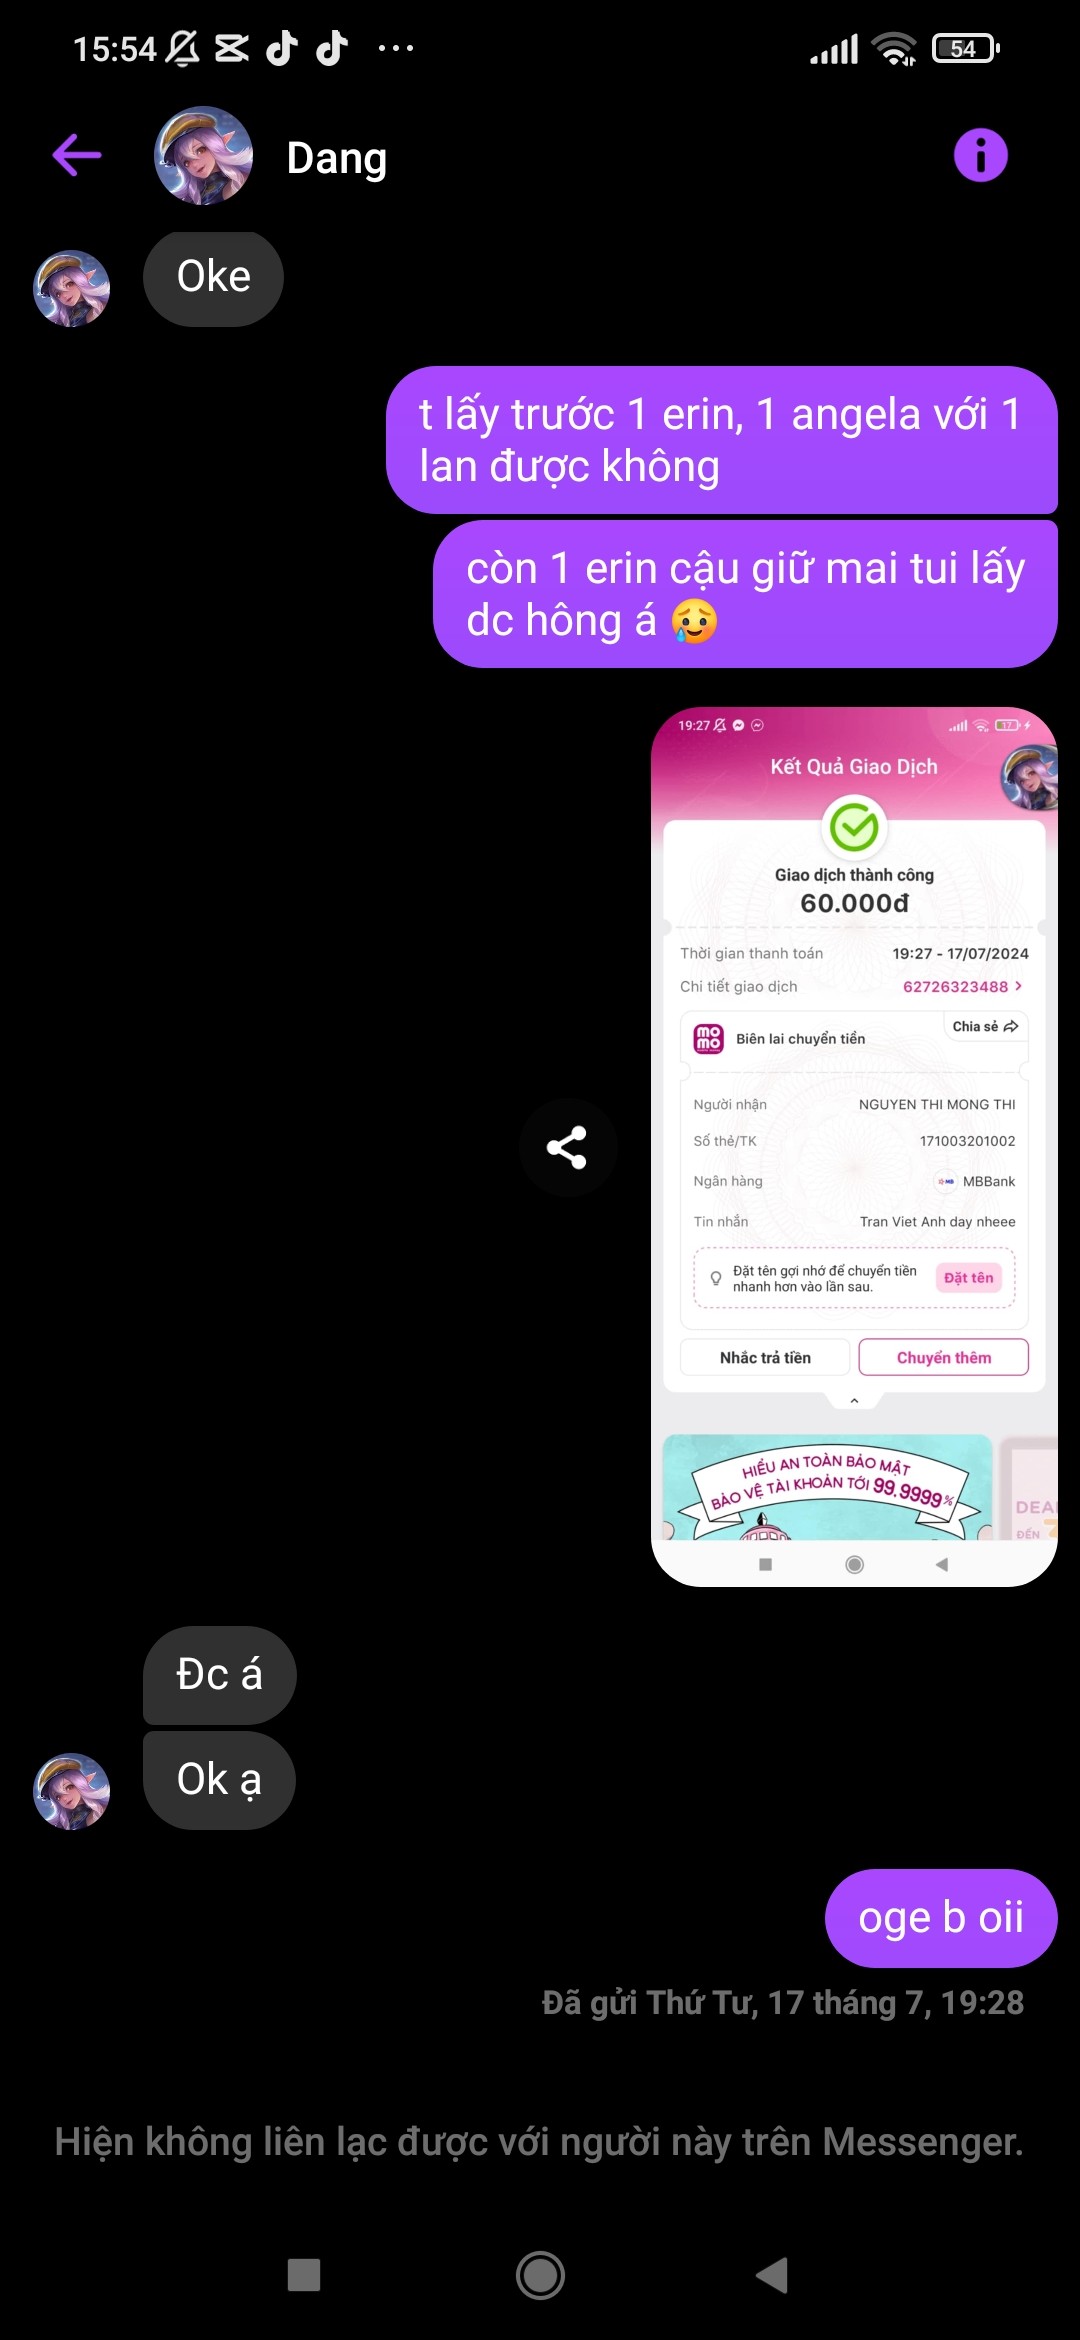 15:54
54
Dang
Oke
t lấy trước 1 erin, 1 angela với 1
lan được không
còn 1 erin cậu giữ mai tui lấy
dc hông á 🥲
19:27
17
Kết Quả Giao Dịch
Giao dịch thành công
60.000đ
Thời gian thanh toán 19:27 - 17/07/2024
Chi tiết giao dịch 62726323488 >
Chia sẻ
mo mo Biên lai chuyển tiền
Người nhận NGUYEN THI MONG THI
Số thẻ/TK 171003201002
Ngân hàng MB MBBank
Tin nhắn Tran Viet Anh day nheee
Đặt tên gợi nhớ để chuyển tiền
nhanh hơn vào lần sau.
Đặt tên
Nhắc trả tiền Chuyển thêm
HIỂU AN TOÀN BẢO MẬT
BẢO VỆ TÀI KHOẢN TỚI 99.9999%
DEA
ĐẾN
Đc á
Ok ạ
oge b oii
Đã gửi Thứ Tư, 17 tháng 7, 19:28
Hiện không liên lạc được với người này trên Messenger.